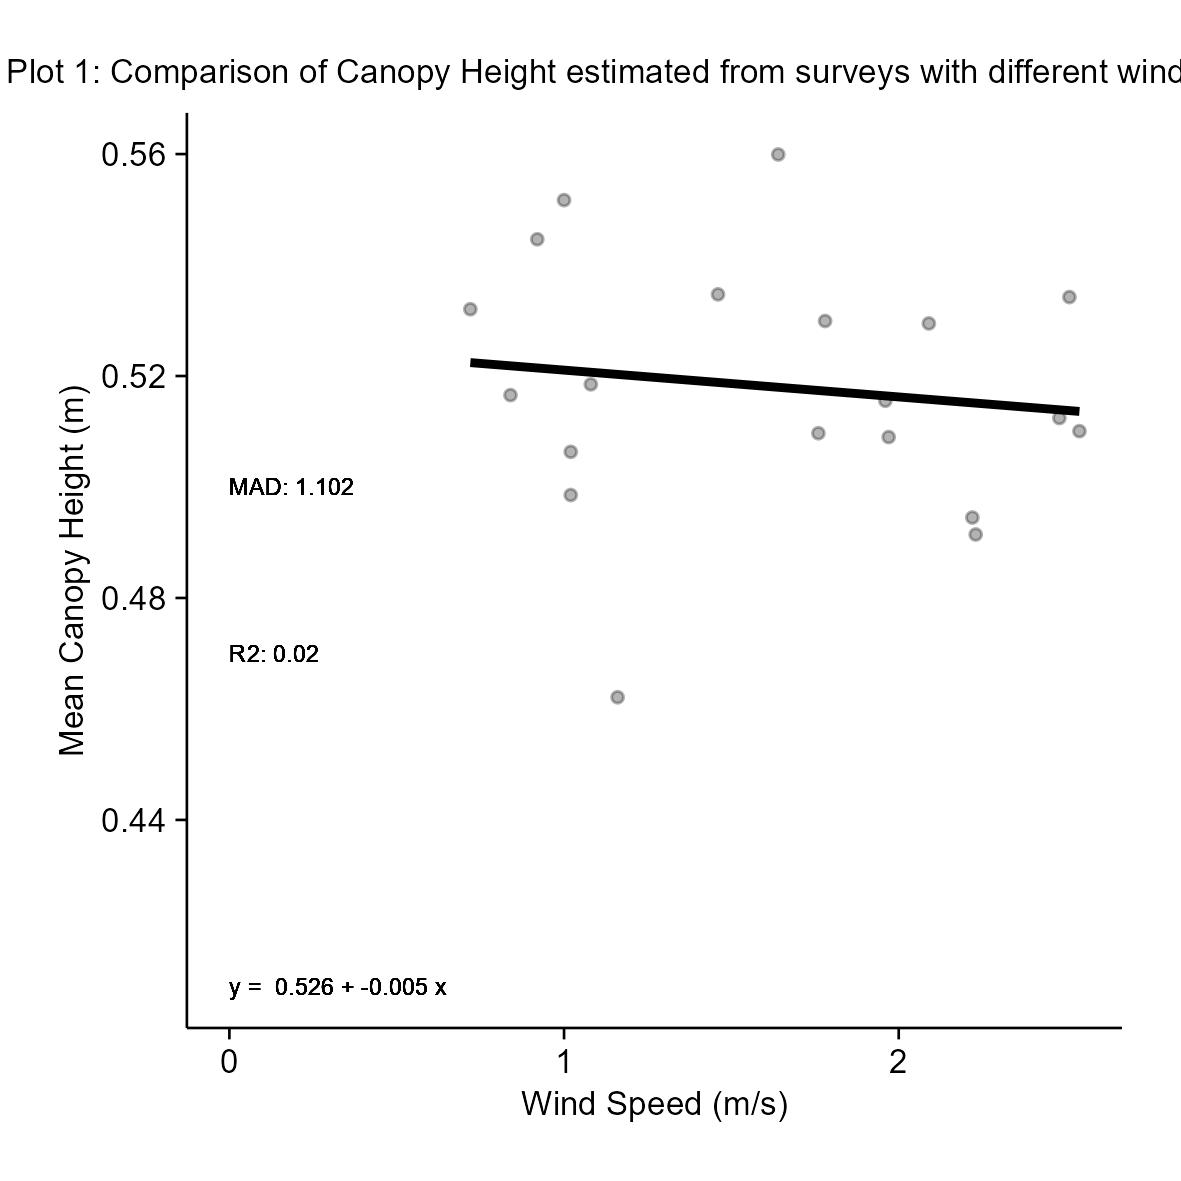 Plot 1: Comparison of Canopy Height estimated from surveys with different wind
0.56
0.52
0.48
0.44
Mean Canopy Height (m)
MAD: 1.102
R2: 0.02
y =  0.526 + -0.005 x
0
1
2
Wind Speed (m/s)